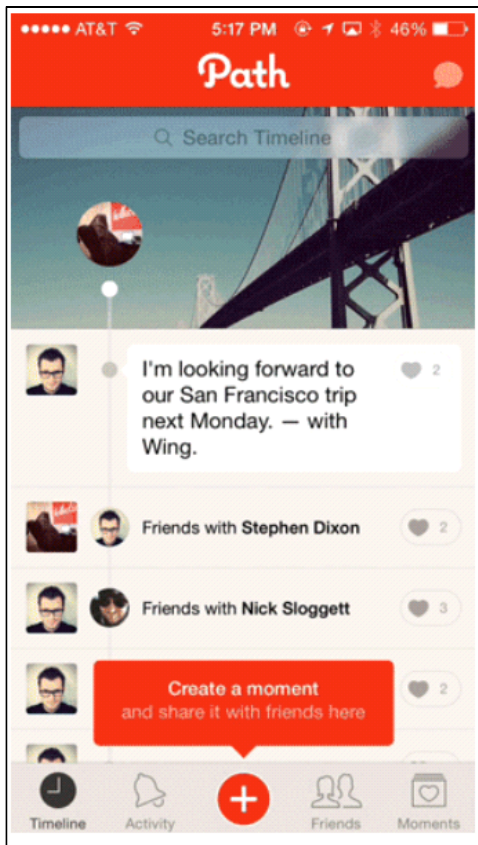 AT&T 5:17 PM 46%
Path
Search Timeline
I'm looking forward to
our San Francisco trip
next Monday. — with
Wing.
2
Friends with Stephen Dixon
2
Friends with Nick Sloggett
3
2
Create a moment
and share it with friends here
Timeline
Activity
Friends
Moments